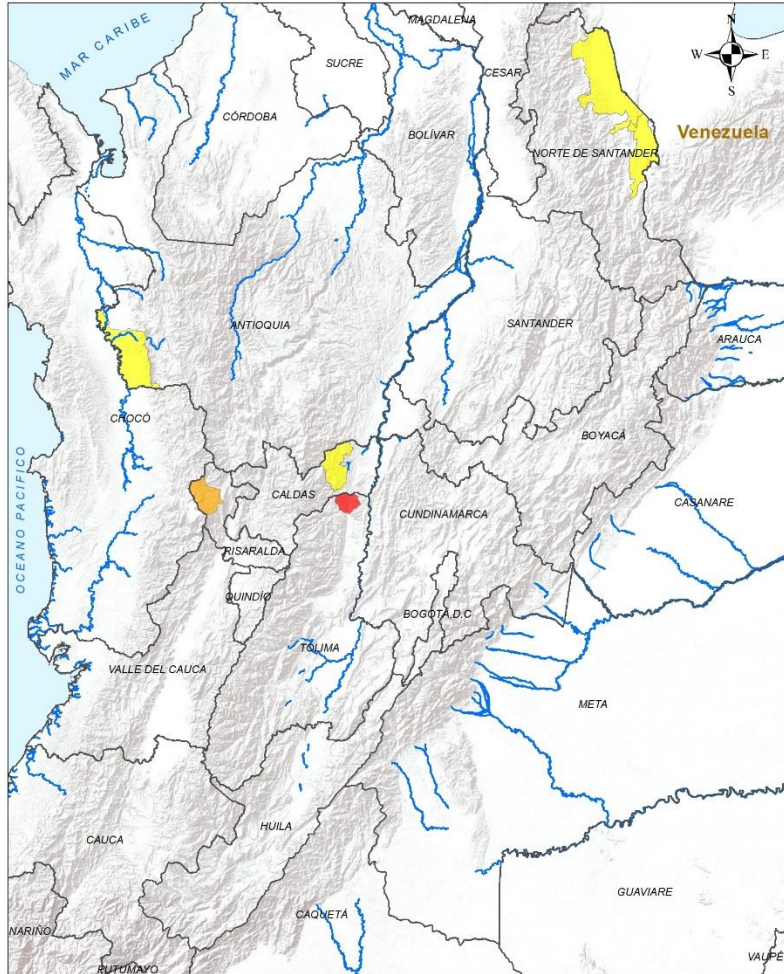 MAGDALENA
N
MAR CARIBE
SUCRE
CESAR
W
E
S
CÓRDOBA
BOLÍVAR
Venezuela
NORTE DE SANTANDER
ANTIOQUIA
SANTANDER
ARAUCA
CHOCÓ
BOYACÁ
CALDAS
CASANARE
CUNDINAMARCA
RISARALDA
OCEANO PACIFICO
QUINDÍO
BOGOTÁ D.C
TOLIMA
VALLE DEL CAUCA
META
HUILA
CAUCA
GUAVIARE
CAQUETÁ
NARIÑO
VAUPÉ
PUTUMAYO